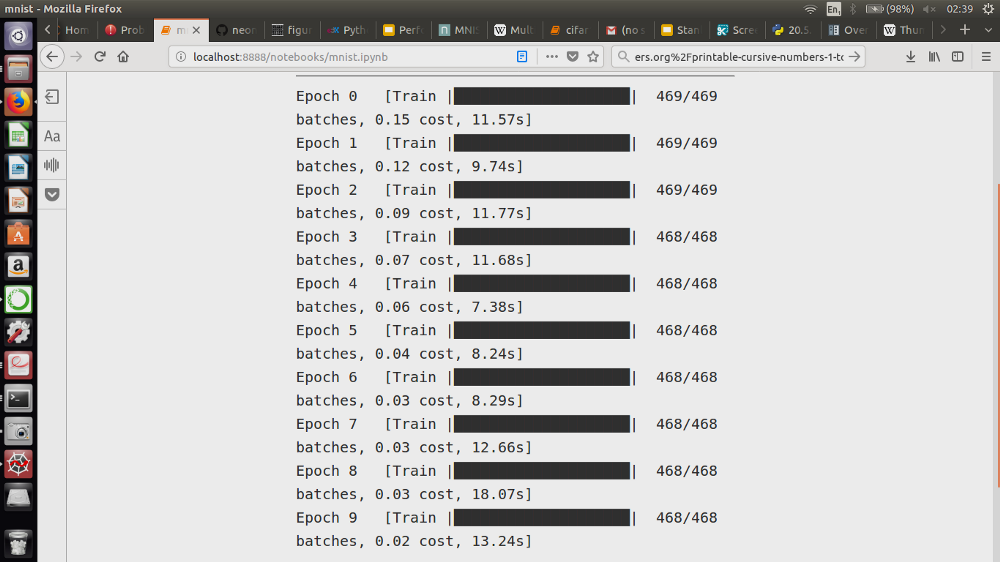 mnist - Mozilla Firefox
En
(98%)
02:39
Hom
Prob
m
neor
figur
Pyth
Perf
MNI
Mult
cifar
(no s
Stan
Scre
20.5.
Over
Thur
localhost:8888/notebooks/mnist.ipynb
ers.org%2Fprintable-cursive-numbers-1-to
Aa
Epoch 0 [Train | | 469/469
batches, 0.15 cost, 11.57s]
Epoch 1 [Train | | 469/469
batches, 0.12 cost, 9.74s]
Epoch 2 [Train | | 469/469
batches, 0.09 cost, 11.77s]
Epoch 3 [Train | | 468/468
batches, 0.07 cost, 11.68s]
Epoch 4 [Train | | 468/468
batches, 0.06 cost, 7.38s]
Epoch 5 [Train | | 468/468
batches, 0.04 cost, 8.24s]
Epoch 6 [Train | | 468/468
batches, 0.03 cost, 8.29s]
Epoch 7 [Train | | 468/468
batches, 0.03 cost, 12.66s]
Epoch 8 [Train | | 468/468
batches, 0.03 cost, 18.07s]
Epoch 9 [Train | | 468/468
batches, 0.02 cost, 13.24s]